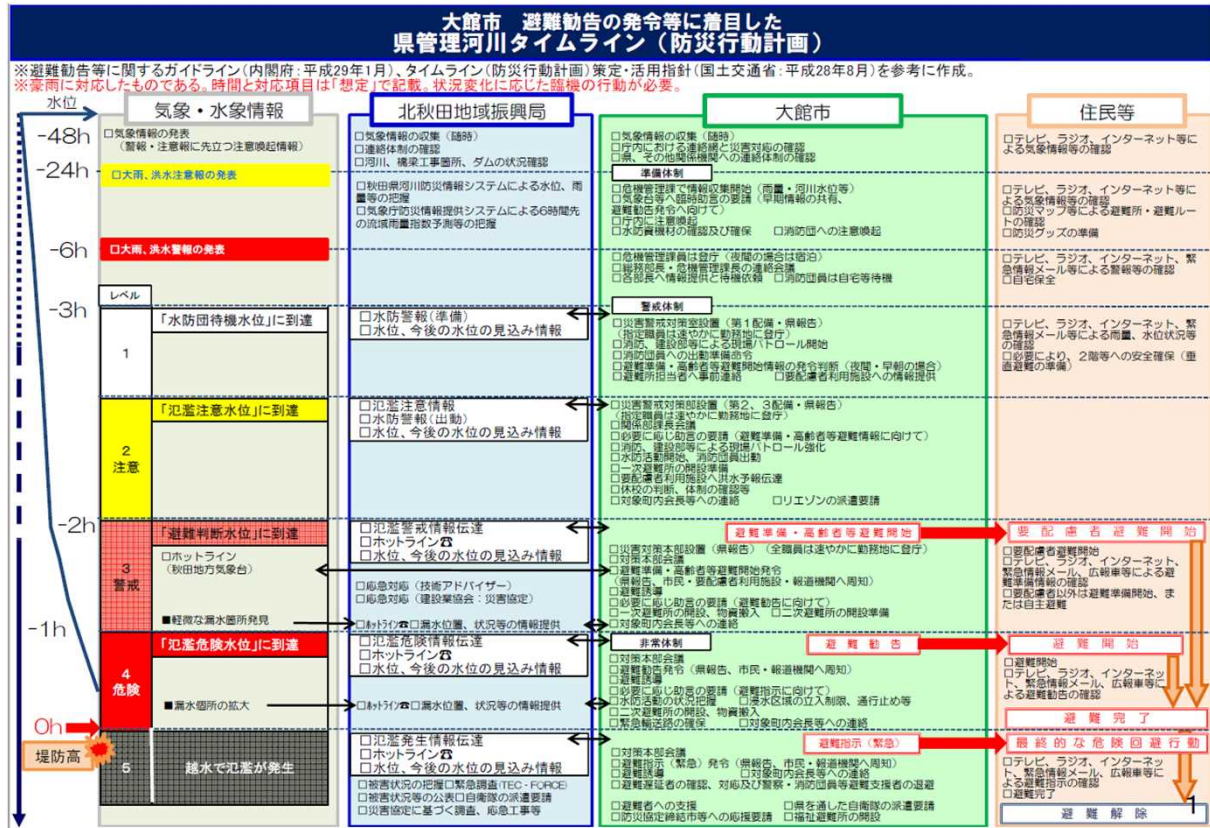 大館市　避難勧告の発令等に着目した
県管理河川タイムライン（防災行動計画）
※避難勧告等に関するガイドライン（内閣府：平成29年1月）、タイムライン（防災行動計画）策定・活用指針（国土交通省：平成28年8月）を参考に作成。
※豪雨に対応したものである。時間と対応項目は「想定」で記載。状況変化に応じた臨機の行動が必要。
水位
-48h
-24h
-6h
-3h
-2h
-1h
0h
堤防高
気象・水象情報
□気象情報の発表
（警報・注意報に先立つ注意喚起情報）
□大雨、洪水注意報の発表
□大雨、洪水警報の発表
レベル
1
「水防団待機水位」に到達
2
注意
「氾濫注意水位」に到達
3
警戒
「避難判断水位」に到達
□ホットライン
（秋田地方気象台）
■軽微な漏水箇所発見
4
危険
「氾濫危険水位」に到達
■漏水個所の拡大
5
越水で氾濫が発生
北秋田地域振興局
□気象情報の収集（随時）
□連絡体制の確認
□河川、橋梁工事箇所、ダムの状況確認
□秋田県河川防災情報システムによる水位、雨
量等の把握
□気象庁防災情報提供システムによる6時間先
の流域雨量指数予測等の把握
□水防警報（準備）
□水位、今後の水位の見込み情報
□氾濫注意情報
□水防警報（出動）
□水位、今後の水位の見込み情報
□氾濫警戒情報伝達
□ホットライン☎
□水位、今後の水位の見込み情報
□応急対応（技術アドバイザー）
□応急対応（建設業協会：災害協定）
□ホットライン☎□漏水位置、状況等の情報提供
□氾濫危険情報伝達
□ホットライン☎
□水位、今後の水位の見込み情報
□ホットライン☎□漏水位置、状況等の情報提供
□氾濫発生情報伝達
□ホットライン☎
□水位、今後の水位の見込み情報
□被害状況の把握□緊急調査(TEC-FORCE)
□被害状況等の公表□自衛隊の派遣要請
□災害協定に基づく調査、応急工事等
大館市
□気象情報の収集（随時）
□庁内における連絡網と災害対応の確認
□県、その他関係機関への連絡体制の確認
準備体制
□危機管理課で情報収集開始（雨量・河川水位等）
□気象台等へ臨時助言の要請（早期情報の共有、
避難勧告発令へ向けて）
□庁内に注意喚起
□水防資機材の確認及び確保　□消防団への注意喚起
□危機管理課員は登庁（夜間の場合は宿泊）
□総務部長・危機管理課長の連絡会議
□各部長へ情報提供と待機依頼　□消防団員は自宅等待機
警戒体制
□災害警戒対策室設置（第１配備・県報告）
（指定職員は速やかに勤務地に登庁）
□消防、建設部等による現場パトロール開始
□消防団員への出動準備命令
□避難準備・高齢者等避難開始情報の発令判断（夜間・早朝の場合）
□避難所担当者へ事前連絡　□要配慮者利用施設への情報提供
□災害警戒対策部設置（第２、３配備・県報告）
（指定職員は速やかに勤務地に登庁）
□関係部課長会議
□必要に応じ助言の要請（避難準備・高齢者等避難情報に向けて）
□消防、建設部等による現場パトロール強化
□水防活動開始、消防団員出動
□一次避難所の開設準備
□要配慮者利用施設へ洪水予報伝達
□休校の判断、体制の確認等
□対象町内会長等への連絡　□リエゾンの派遣要請
避難準備・高齢者等避難開始
□災害対策本部設置（県報告）（全職員は速やかに勤務地に登庁）
□対策本部会議
□避難準備・高齢者等避難開始発令
（県報告、市民・要配慮者利用施設・報道機関へ周知）
□避難誘導
□必要に応じ助言の要請（避難勧告に向けて）
□一次避難所の開設、物資搬入　□二次避難所の開設準備
□対象町内会長等への連絡
非常体制
避難勧告
□対策本部会議
□避難勧告発令（県報告、市民・報道機関へ周知）
□避難誘導
□必要に応じ助言の要請（避難指示に向けて）
□水防活動の状況把握　□浸水区域の立入制限、通行止め等
□二次避難所の開設、物資搬入
□緊急輸送路の確保　□対象町内会長等への連絡
避難指示（緊急）
□対策本部会議
□避難指示（緊急）発令（県報告、市民・報道機関へ周知）
□避難誘導　□対象町内会長等への連絡
□避難遅延者の確認、対応及び警察・消防団員等避難支援者の退避
□避難者への支援　□県を通した自衛隊の派遣要請
□防災協定締結市等への応援要請　□福祉避難所の開設
住民等
□テレビ、ラジオ、インターネット等に
よる気象情報等の確認
□テレビ、ラジオ、インターネット等に
よる気象情報等の確認
□防災マップ等による避難所・避難ルー
トの確認
□防災グッズの準備
□テレビ、ラジオ、インターネット、緊
急情報メール等による警報等の確認
□自宅保全
□テレビ、ラジオ、インターネット、緊
急情報メール等による雨量、水位状況等
の確認
□必要により、２階等への安全確保（垂
直避難の準備）
要配慮者避難開始
□要配慮者避難開始
□テレビ、ラジオ、インターネット、
緊急情報メール、広報車等による避
難準備情報の確認
□要配慮者以外は避難準備開始、ま
たは自主避難
避難開始
□避難開始
□テレビ、ラジオ、インターネッ
ト、緊急情報メール、広報車等に
よる避難勧告の確認
避難完了
最終的な危険回避行動
□テレビ、ラジオ、インターネッ
ト、緊急情報メール、広報車等に
よる避難指示の確認
□避難完了
避難解除
1